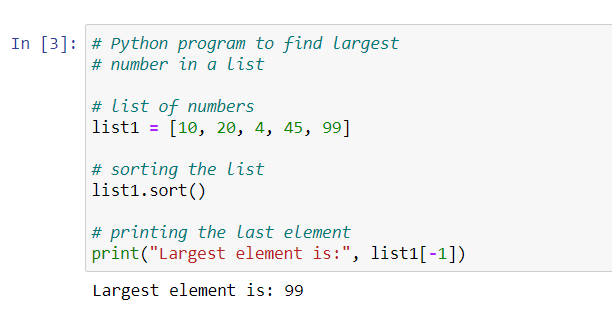 In [3]: # Python program to find largest
# number in a list
# list of numbers
list1 = [10, 20, 4, 45, 99]
# sorting the list
list1.sort()
# printing the last element
print("Largest element is:", list1[-1])
Largest element is: 99